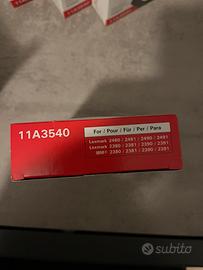 11A3540
For / Pour / Für / Per / Para
Lexmark 2480 / 2481 / 2490 / 2491
Lexmark 2380 / 2381 / 2390 / 2391
IBM® 2380 / 2381 / 2390 / 2391
subito